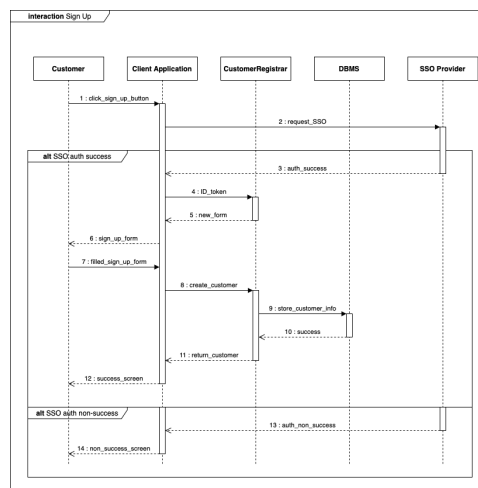 interaction Sign Up
Customer
Client Application
CustomerRegistrar
DBMS
SSO Provider
1 : click_sign_up_button
2 : request_SSO
alt SSO auth success
3 : auth_success
4 : ID_token
5 : new_form
6 : sign_up_form
7 : filled_sign_up_form
8 : create_customer
9 : store_customer_info
10 : success
11 : return_customer
12 : success_screen
alt SSO auth non-success
13 : auth_non_success
14 : non_success_screen